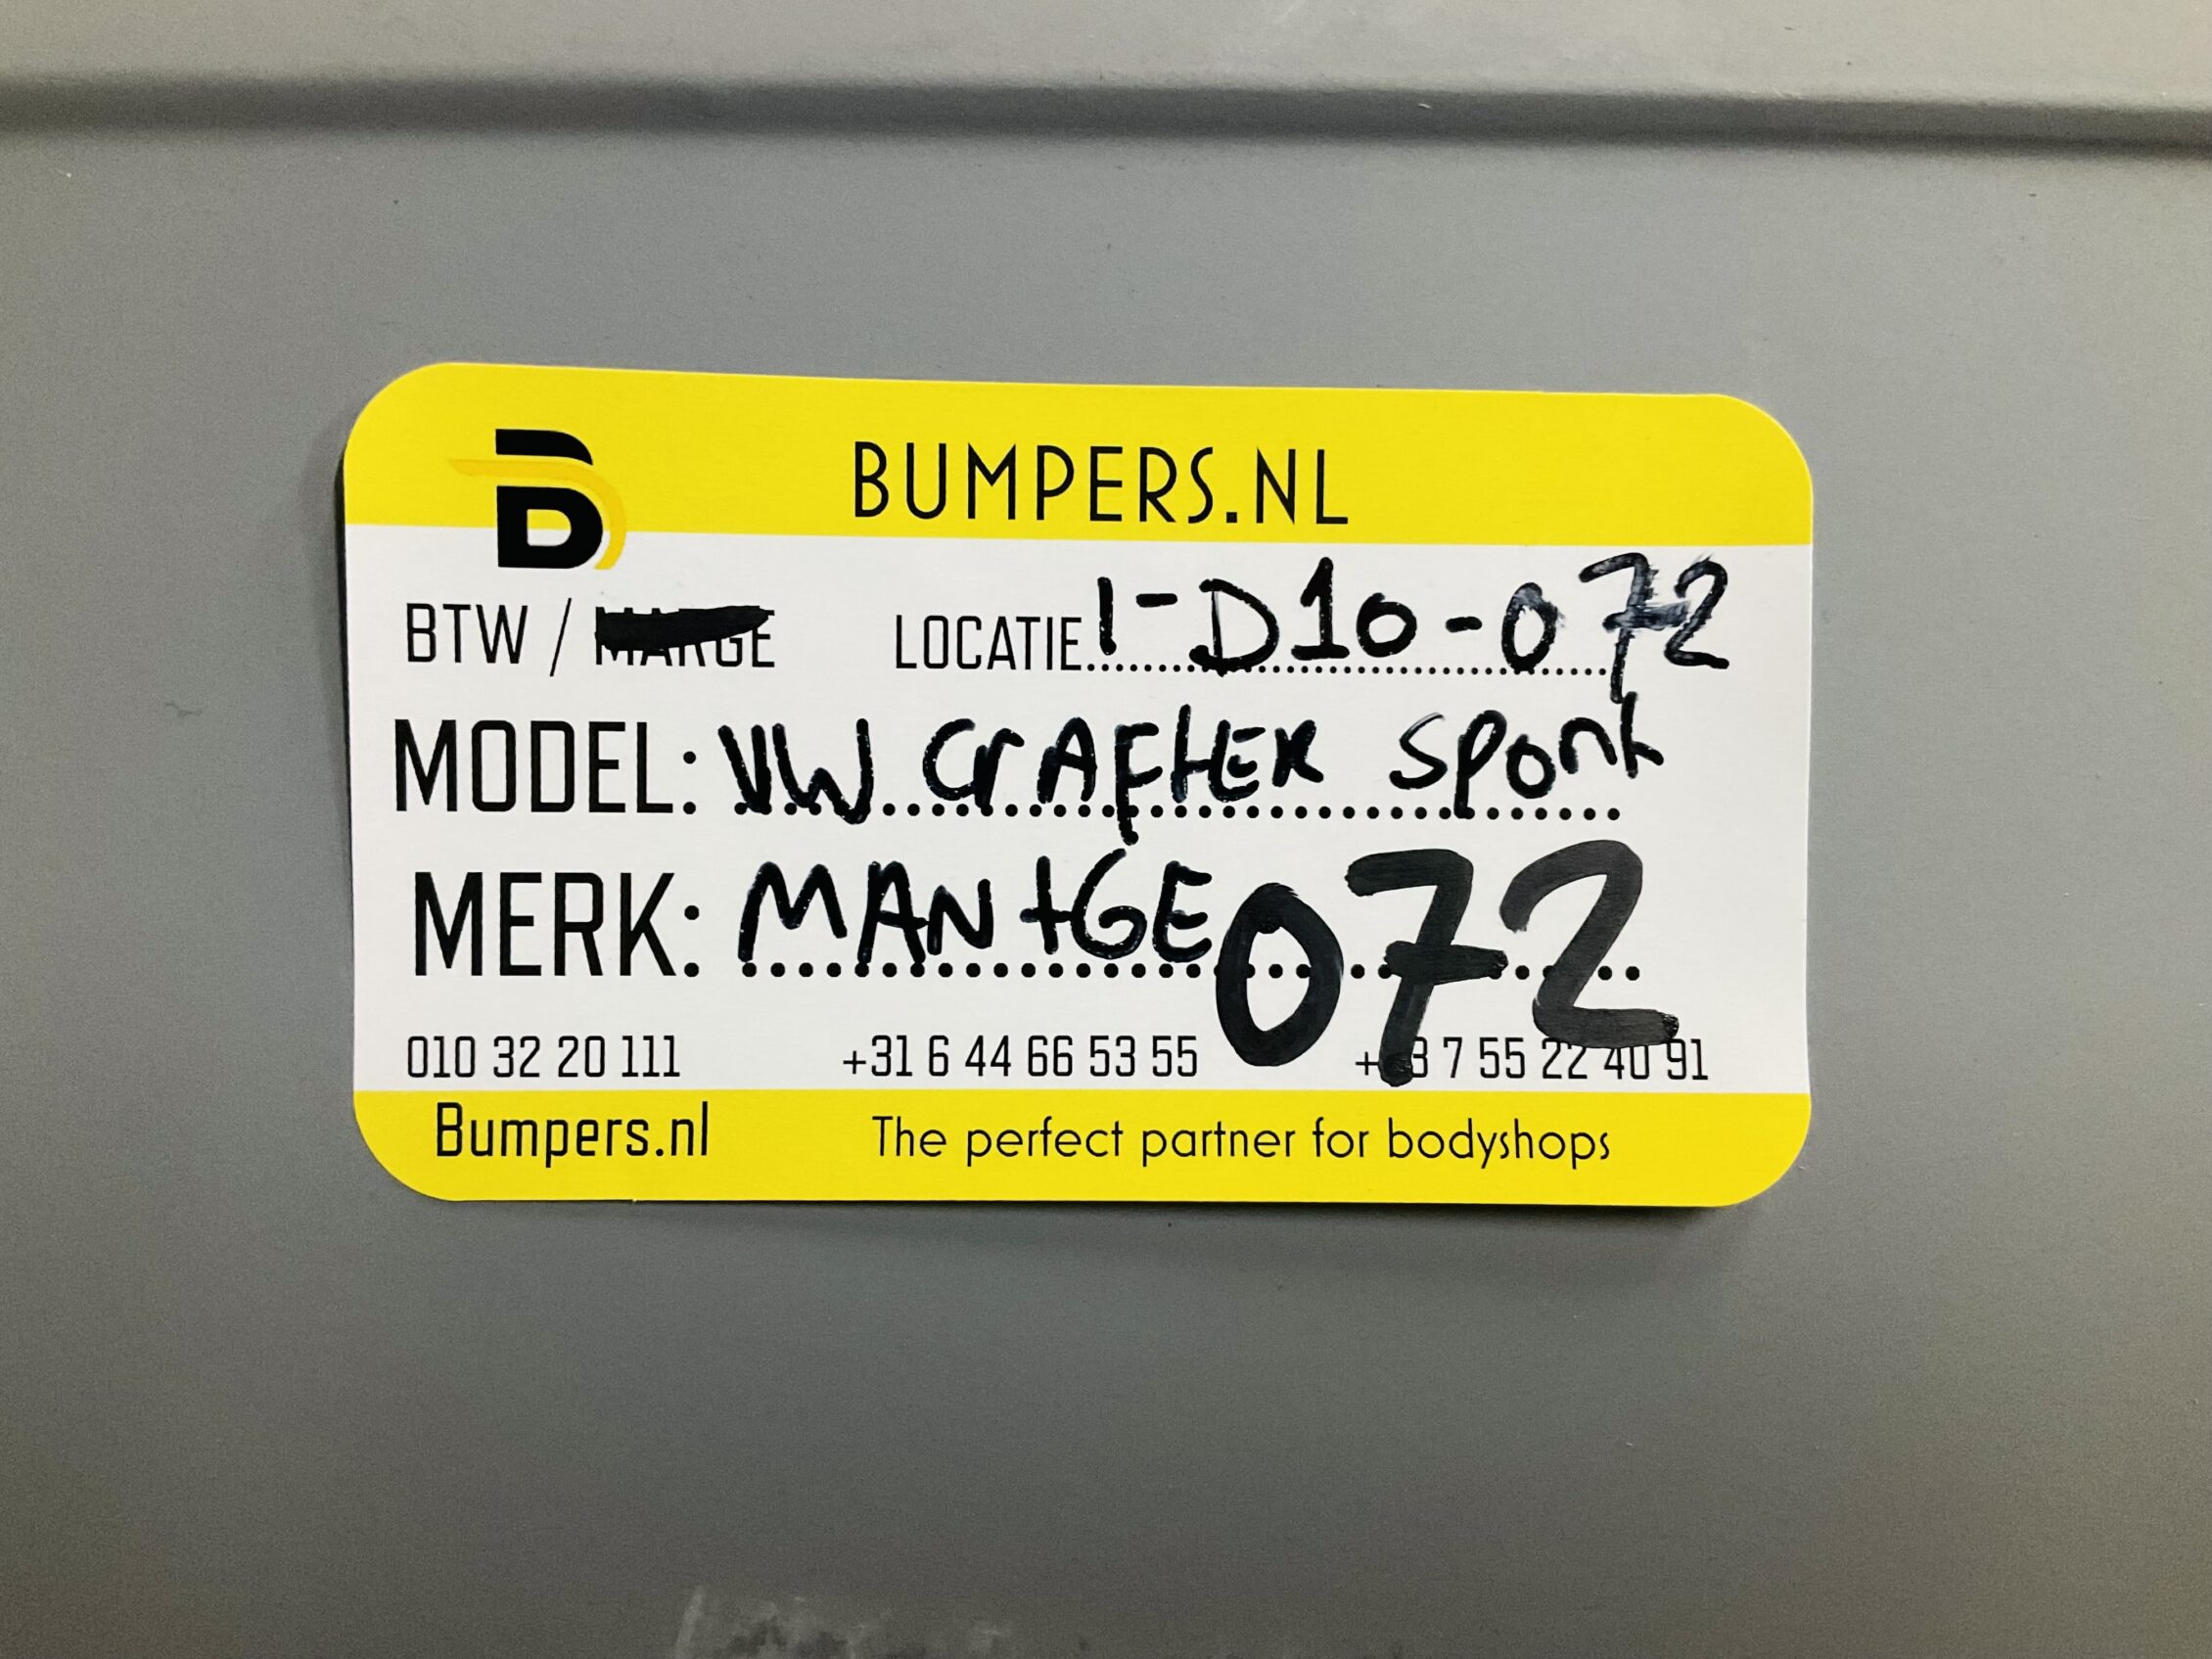 B
BUMPERS.NL
BTW / MARGE LOCATIE 1-D10-072
MODEL: VW CrAFtER SPort
MERK: MAN tGE 072
010 32 20 111 +31 6 44 66 53 55 7 55 22 40 91
Bumpers.nl The perfect partner for bodyshops